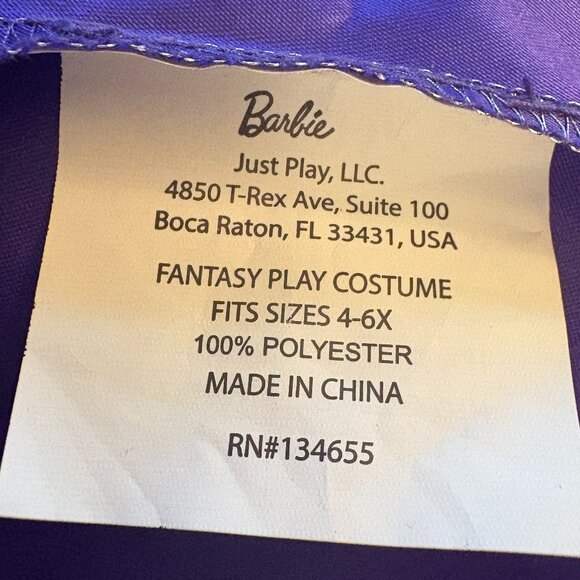 Barbie
Just Play, LLC.
4850 T-Rex Ave, Suite 100
Boca Raton, FL 33431, USA
FANTASY PLAY COSTUME
FITS SIZES 4-6X
100% POLYESTER
MADE IN CHINA
RN#134655